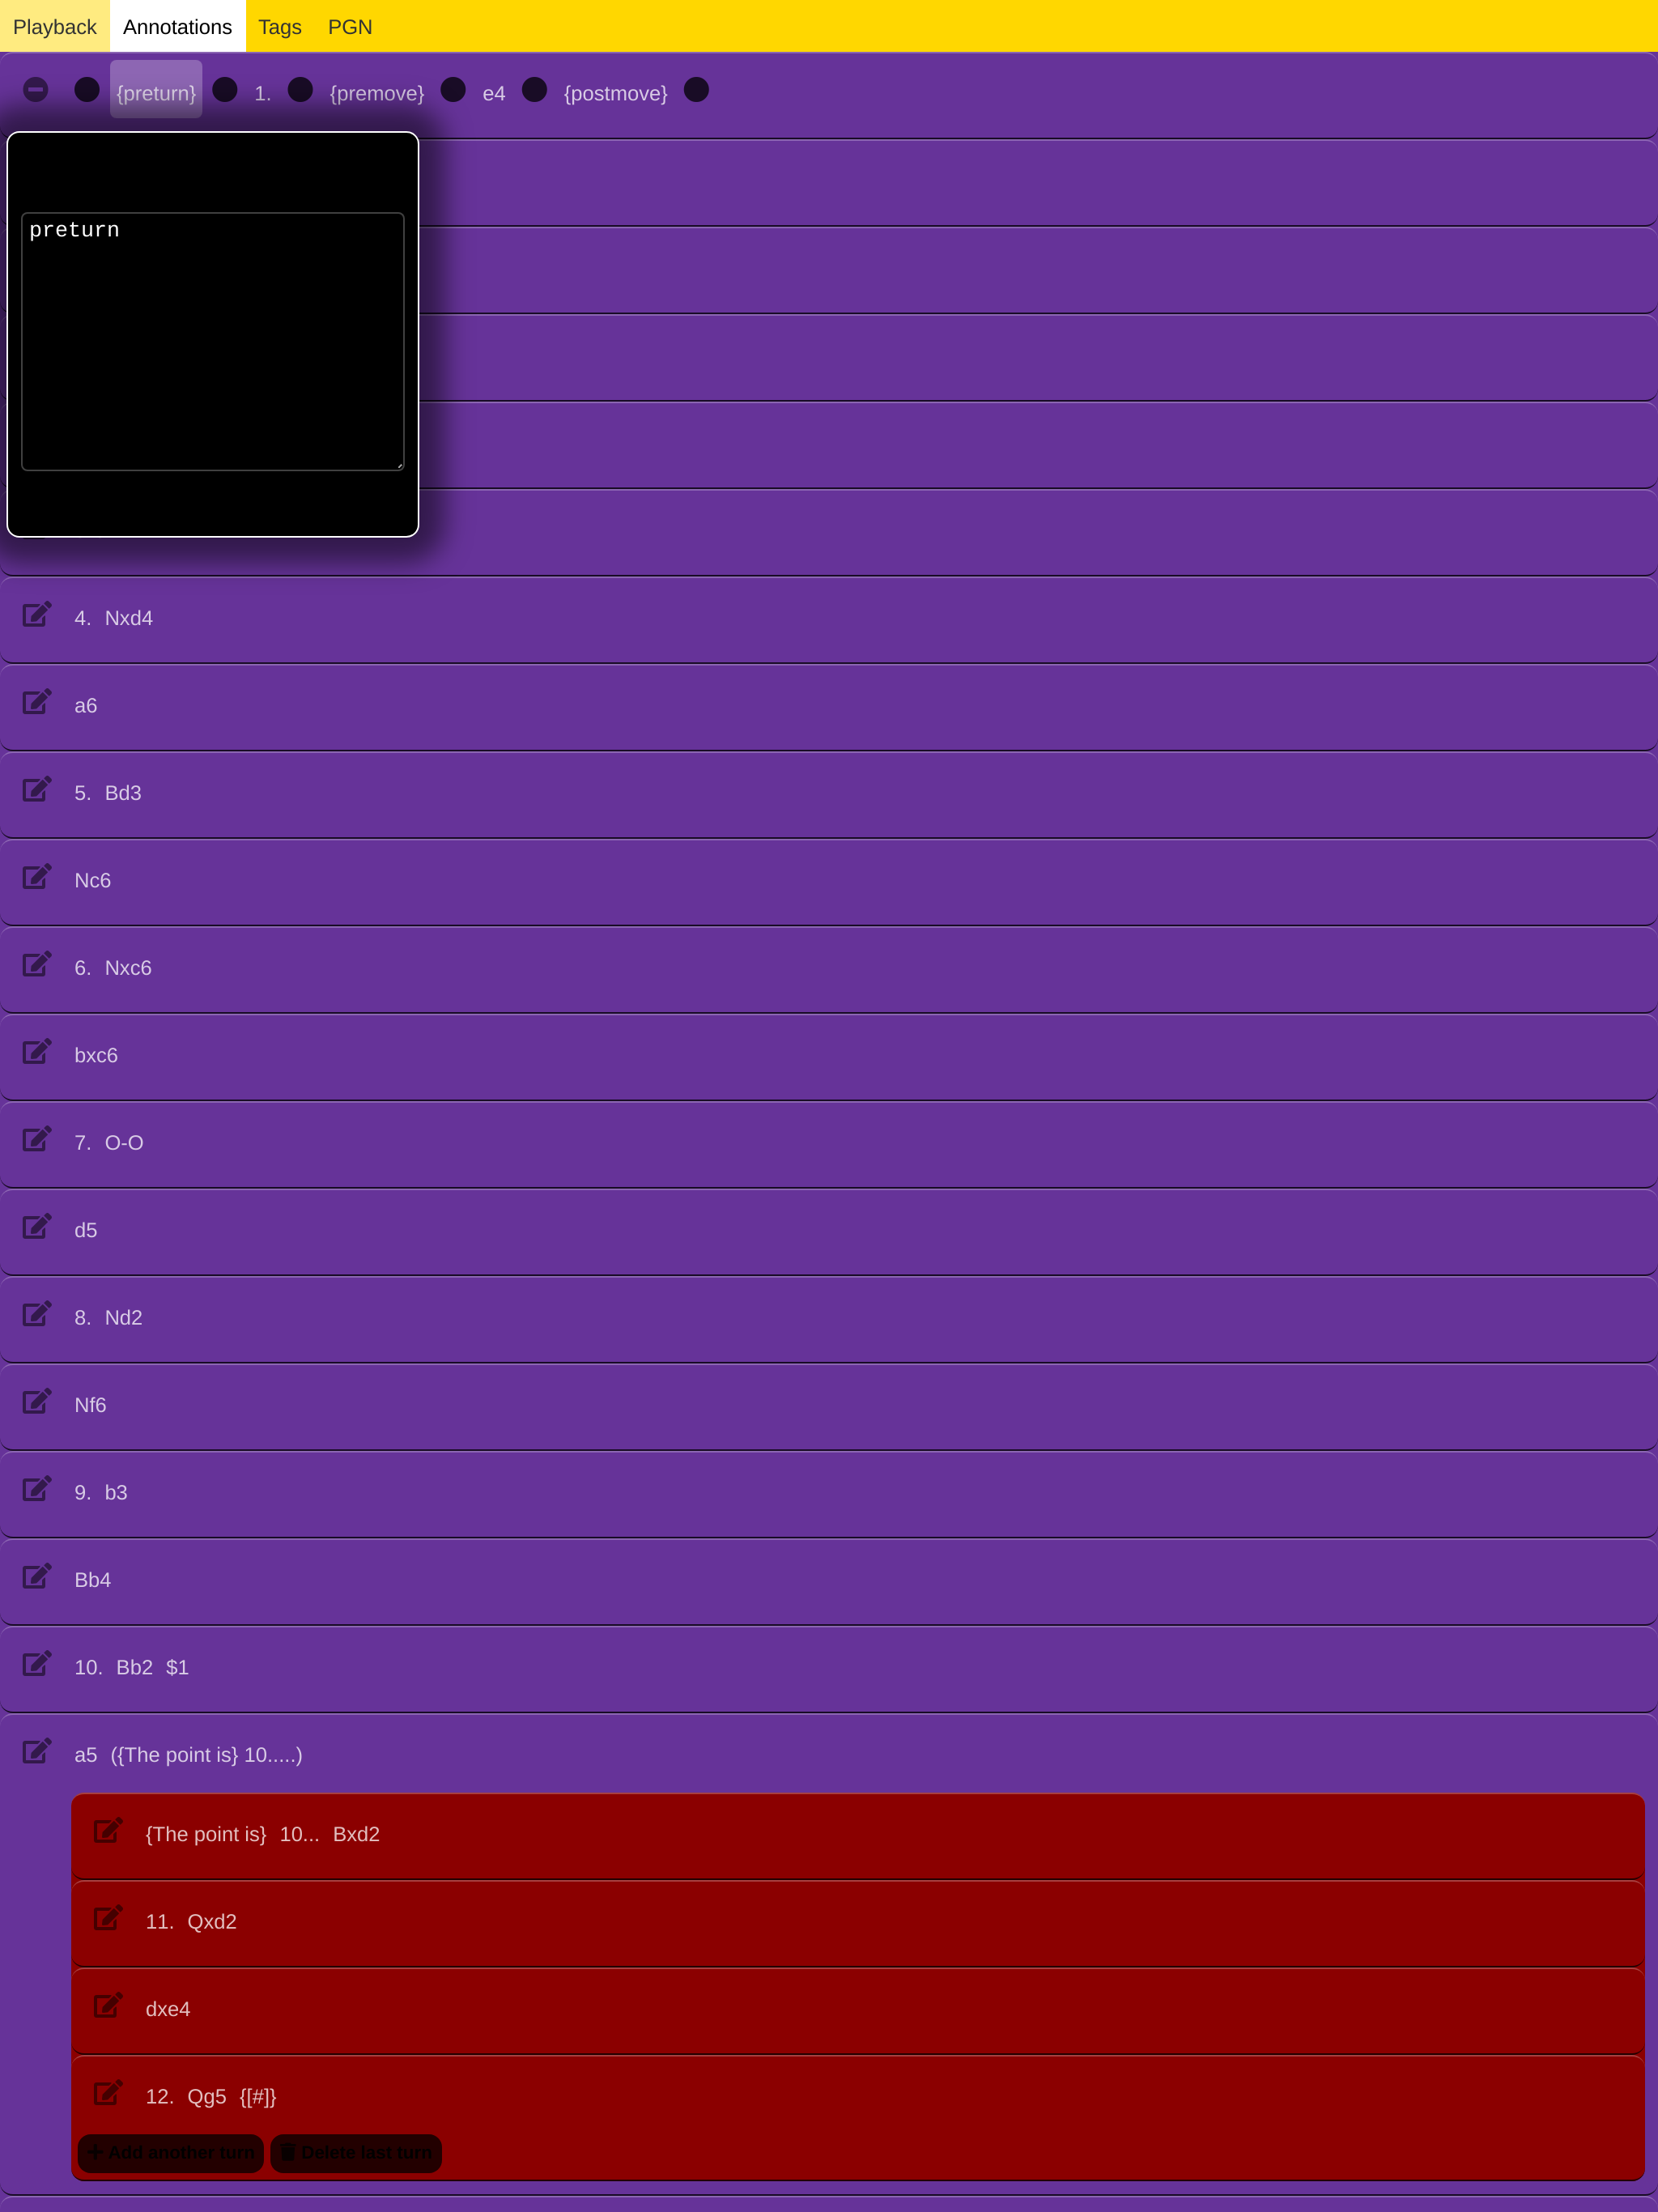 Playback Annotations Tags PGN
{preturn} 1. {premove} e4 {postmove}
preturn
4. Nxd4
a6
5. Bd3
Nc6
6. Nxc6
bxc6
7. O-O
d5
8. Nd2
Nf6
9. b3
Bb4
10. Bb2 $1
a5 ({The point is} 10.....)
{The point is} 10... Bxd2
11. Qxd2
dxe4
12. Qg5 {[#]}
Add another turn Delete last turn